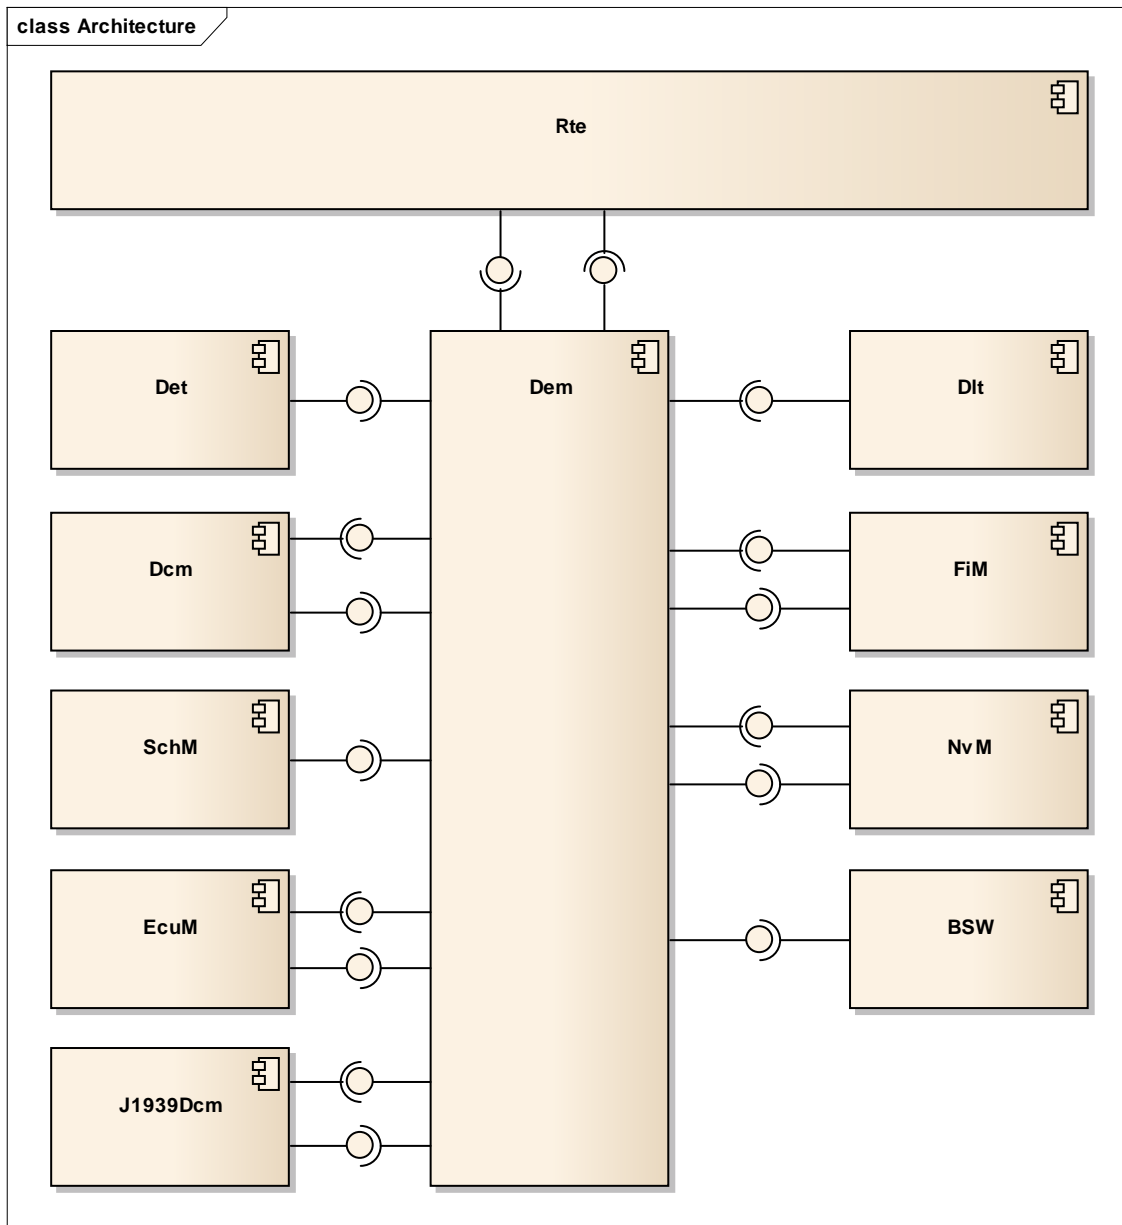 class Architecture
Rte
Det
Dem
Dlt
Dcm
FiM
SchM
NvM
EcuM
BSW
J1939Dcm